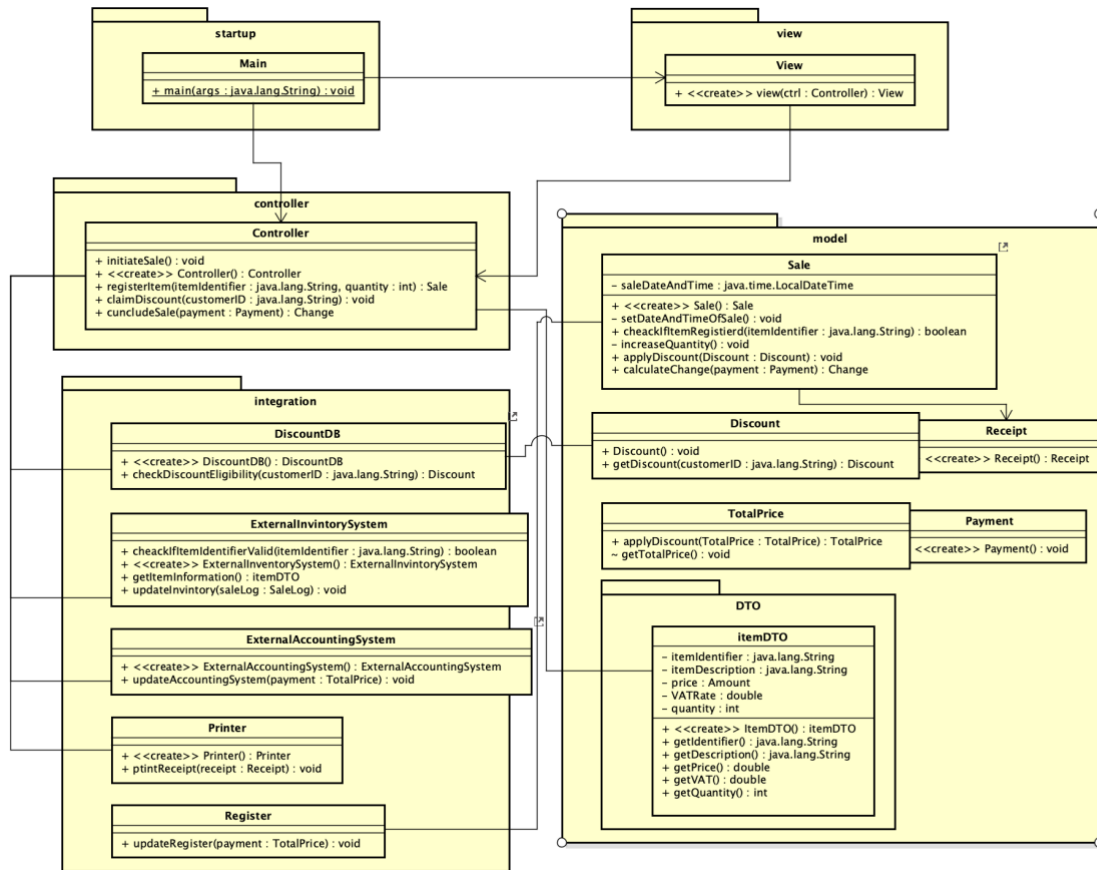 startup
Main
+ main(args : java.lang.String) : void
view
View
+ <<create>> view(ctrl : Controller) : View
controller
Controller
+ initiateSale() : void
+ <<create>> Controller() : Controller
+ registerItem(itemIdentifier : java.lang.String, quantity : int) : Sale
+ claimDiscount(customerID : java.lang.String) : void
+ cuncludeSale(payment : Payment) : Change
integration
DiscountDB
+ <<create>> DiscountDB() : DiscountDB
+ checkDiscountEligibility(customerID : java.lang.String) : Discount
ExternalInvintorySystem
+ cheackIfItemIdentifierValid(itemIdentifier : java.lang.String) : boolean
+ <<create>> ExternalInventorySystem() : ExternalInvintorySystem
+ getItemInformation() : itemDTO
+ updateInvintory(saleLog : SaleLog) : void
ExternalAccountingSystem
+ <<create>> ExternalAccountingSystem() : ExternalAccountingSystem
+ updateAccountingSystem(payment : TotalPrice) : void
Printer
+ <<create>> Printer() : Printer
+ ptintReceipt(receipt : Receipt) : void
Register
+ updateRegister(payment : TotalPrice) : void
model
Sale
- saleDateAndTime : java.time.LocalDateTime
+ <<create>> Sale() : Sale
- setDateAndTimeOfSale() : void
+ cheackIfItemRegistierd(itemIdentifier : java.lang.String) : boolean
- increaseQuantity() : void
+ applyDiscount(Discount : Discount) : void
+ calculateChange(payment : Payment) : Change
Discount
+ Discount() : void
+ getDiscount(customerID : java.lang.String) : Discount
Receipt
<<create>> Receipt() : Receipt
TotalPrice
+ applyDiscount(TotalPrice : TotalPrice) : TotalPrice
~ getTotalPrice() : void
Payment
<<create>> Payment() : void
DTO
itemDTO
- itemIdentifier : java.lang.String
- itemDescription : java.lang.String
- price : Amount
- VATRate : double
- quantity : int
+ <<create>> ItemDTO() : itemDTO
+ getIdentifier() : java.lang.String
+ getDescription() : java.lang.String
+ getPrice() : double
+ getVAT() : double
+ getQuantity() : int